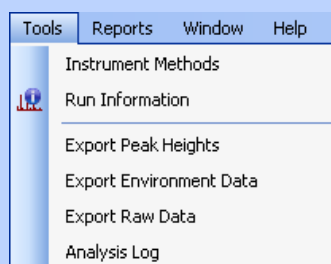 Tools Reports Window Help
Instrument Methods
Run Information
Export Peak Heights
Export Environment Data
Export Raw Data
Analysis Log